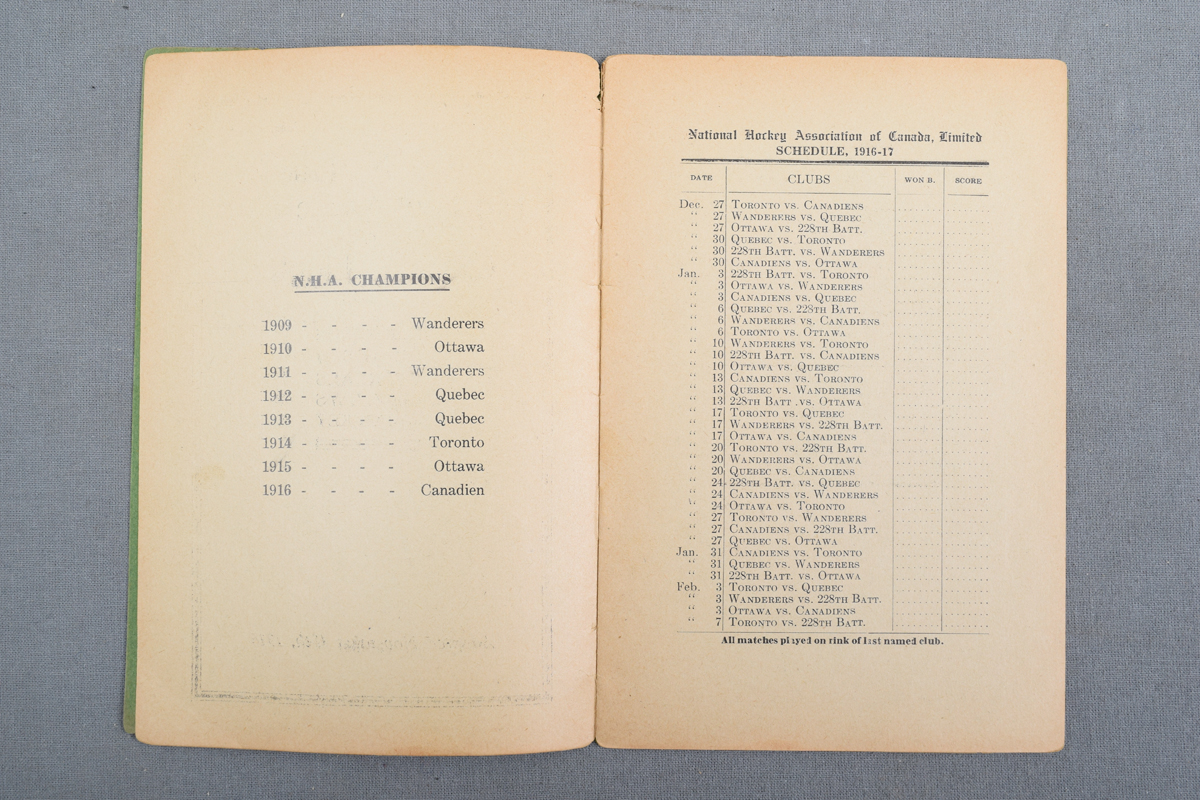 N.H.A. CHAMPIONS
1909 - - - - Wanderers
1910 - - - - Ottawa
1911 - - - - Wanderers
1912 - - - - Quebec
1913 - - - - Quebec
1914 - - - - Toronto
1915 - - - - Ottawa
1916 - - - - Canadien
National Hockey Association of Canada, Limited
SCHEDULE, 1916-17
DATE CLUBS WON B. SCORE
Dec. 27 TORONTO VS. CANADIENS
" 27 WANDERERS VS. QUEBEC
" 27 OTTAWA VS. 228TH BATT.
" 30 QUEBEC VS. TORONTO
" 30 228TH BATT. VS. WANDERERS
" 30 CANADIENS VS. OTTAWA
Jan. 3 228TH BATT. VS. TORONTO
" 3 OTTAWA VS. WANDERERS
" 3 CANADIENS VS. QUEBEC
" 6 QUEBEC VS. 228TH BATT.
" 6 WANDERERS VS. CANADIENS
" 6 TORONTO VS. OTTAWA
" 10 WANDERERS VS. TORONTO
" 10 228TH BATT. VS. CANADIENS
" 10 OTTAWA VS. QUEBEC
" 13 CANADIENS VS. TORONTO
" 13 QUEBEC VS. WANDERERS
" 13 228TH BATT .VS. OTTAWA
" 17 TORONTO VS. QUEBEC
" 17 WANDERERS VS. 228TH BATT.
" 17 OTTAWA VS. CANADIENS
" 20 TORONTO VS. 228TH BATT.
" 20 WANDERERS VS. OTTAWA
" 20 QUEBEC VS. CANADIENS
" 24 228TH BATT. VS. QUEBEC
" 24 CANADIENS VS. WANDERERS
" 24 OTTAWA VS. TORONTO
" 27 TORONTO VS. WANDERERS
" 27 CANADIENS VS. 228TH BATT.
" 27 QUEBEC VS. OTTAWA
Jan. 31 CANADIENS VS. TORONTO
" 31 QUEBEC VS. WANDERERS
" 31 228TH BATT. VS. OTTAWA
Feb. 3 TORONTO VS. QUEBEC
" 3 WANDERERS VS. 228TH BATT.
" 3 OTTAWA VS. CANADIENS
" 7 TORONTO VS. 228TH BATT.
All matches played on rink of last named club.